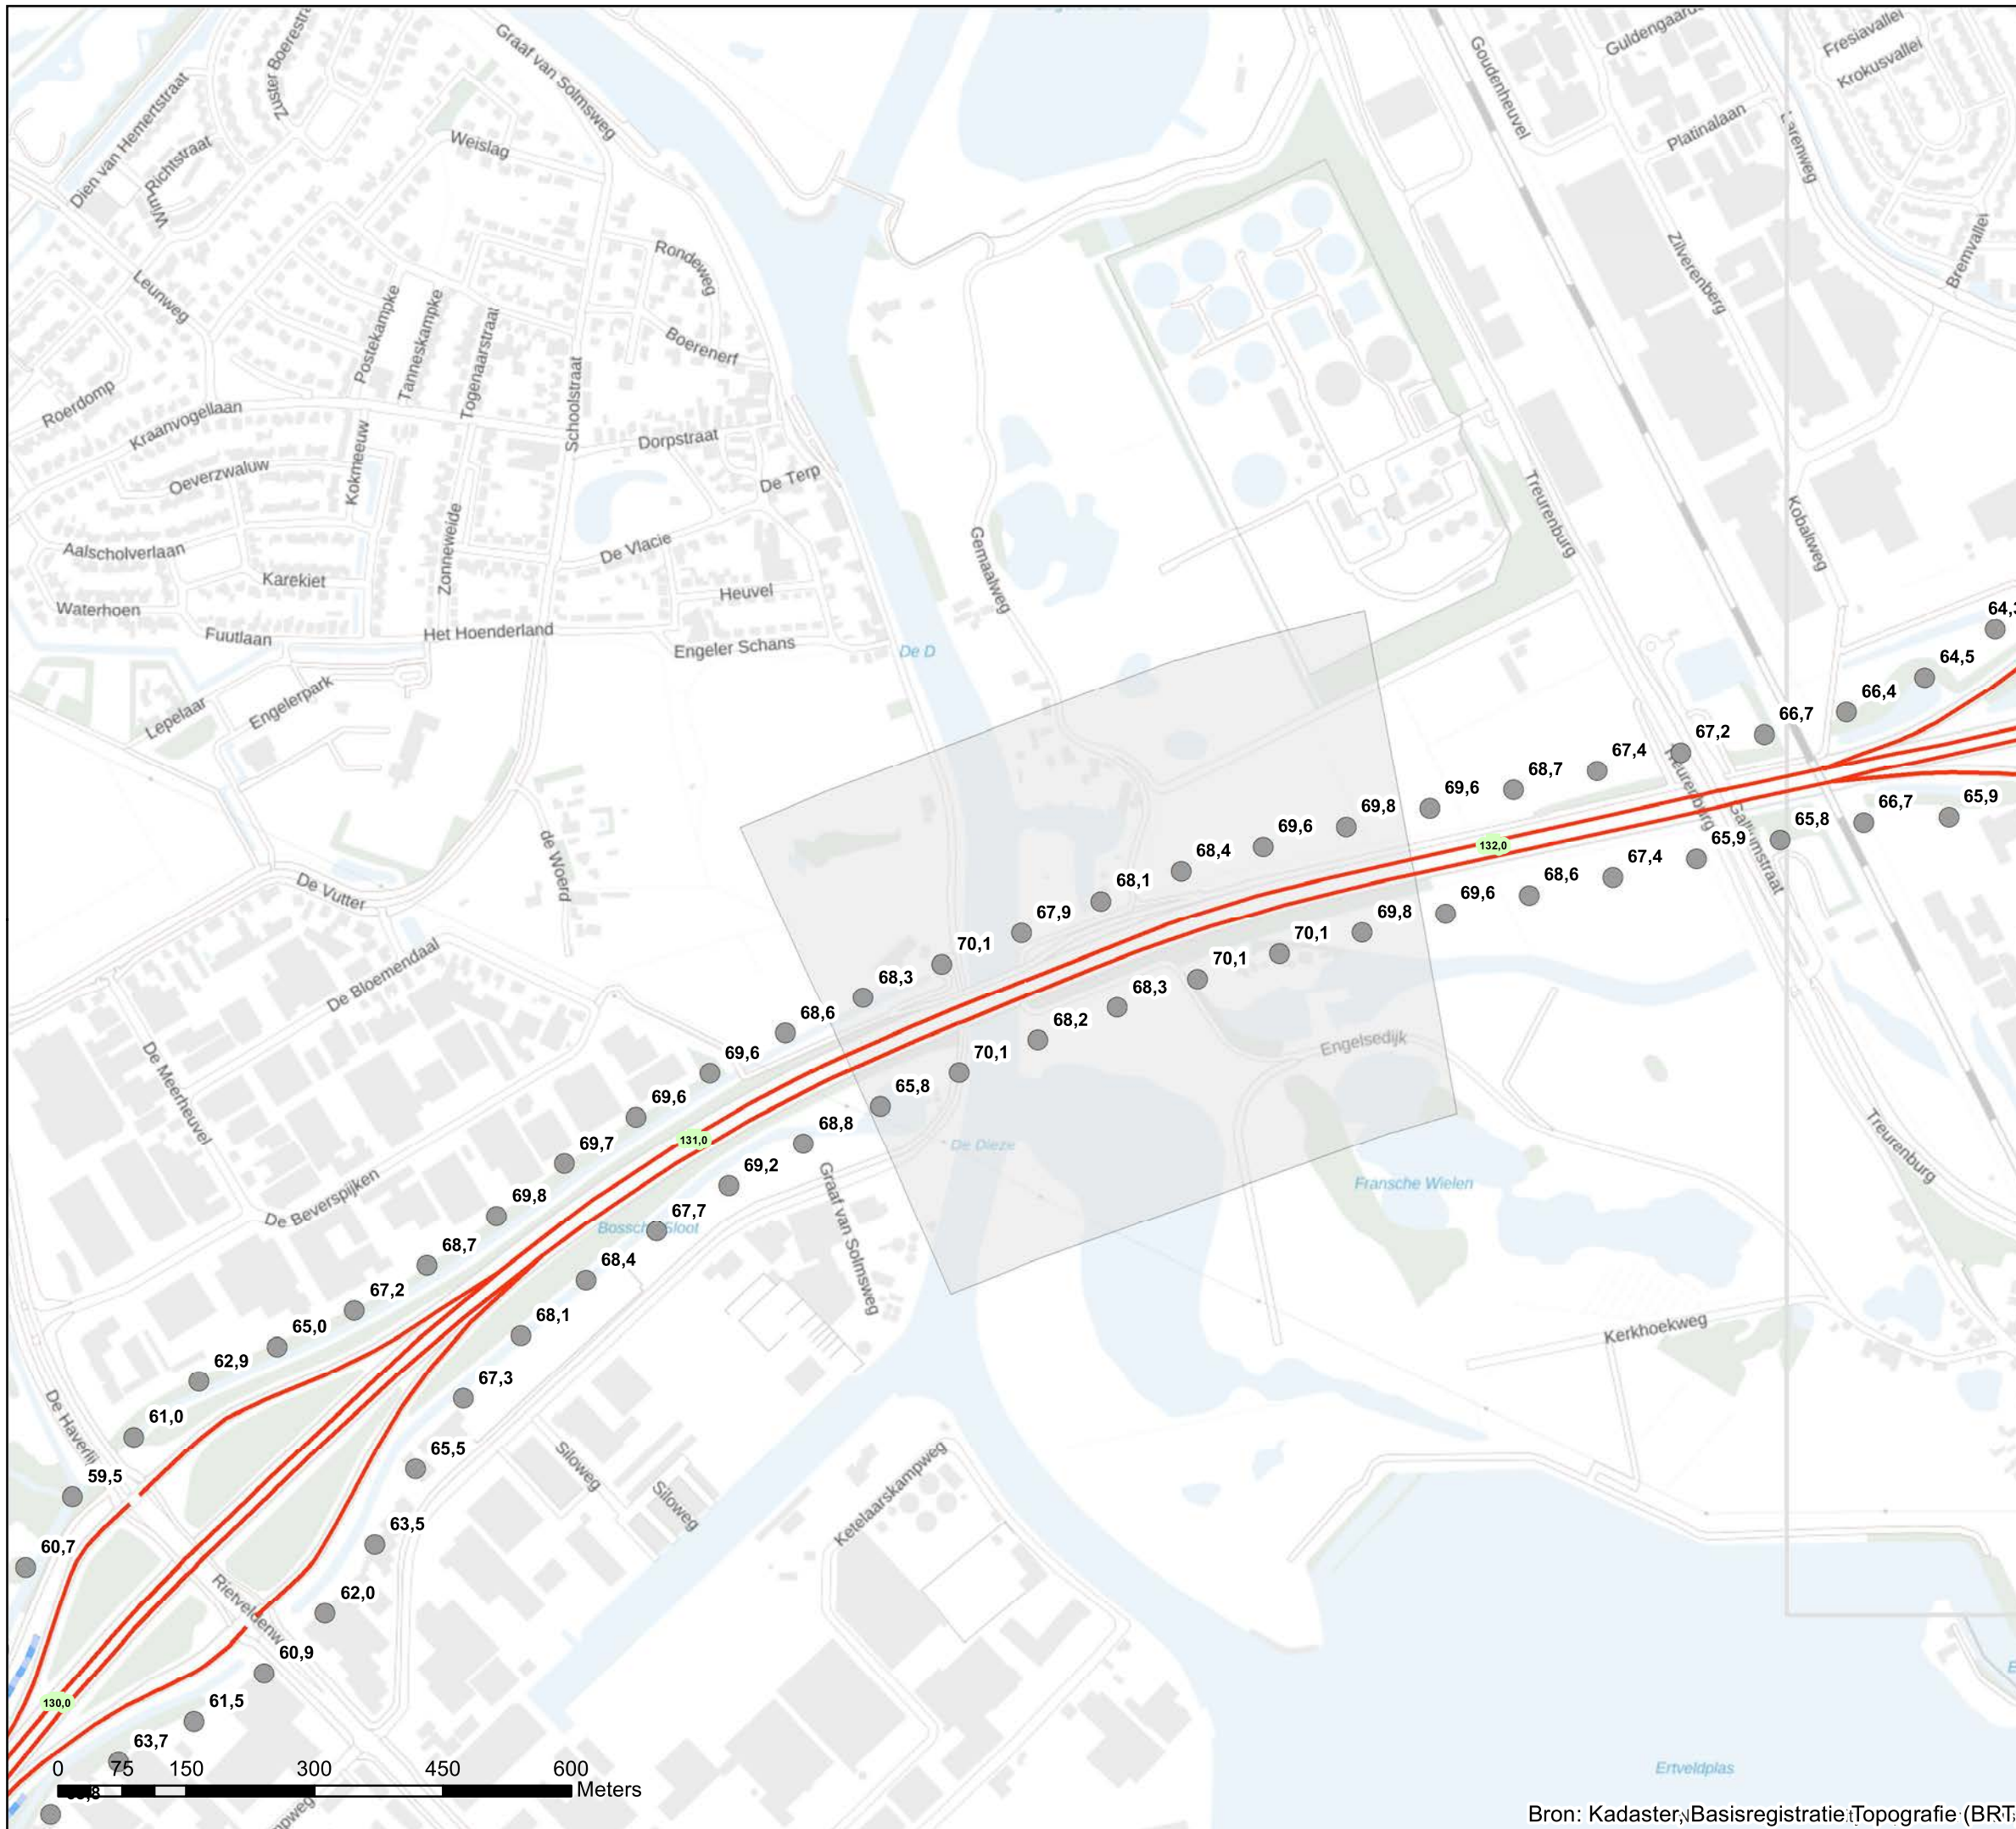 Graaf van Solmsweg
Zuster
Goudenheuvel
Fresiavallei
Krokusvallei
Dien van Hemertstraat
Richtstraat
Weislag
Platinalaan
Rondeweg
Zilverenberg
Bremvallei
Leunweg
Postekampke
Tanneskampke
Togenaarstraat
Schoolstraat
Boerenerf
Roerdomp
Kraanvogellaan
Dorpstraat
Oeverzwaluw
Kokmeeuw
De Terp
Treurenburg
Kobaltweg
Aalscholverlaan
Zonneweide
De Vlacie
Gemaalweg
Karekiet
Heuvel
Waterhoen
Fuutlaan
Het Hoenderland
Engeler Schans
De D
64,5
66,4
66,7
67,2
67,4
68,7
69,6
69,8
69,6
68,4
68,1
67,9
70,1
68,3
68,6
69,6
69,6
69,7
69,8
68,7
67,2
65,0
62,9
61,0
59,5
60,7
Lepelaar
Engelerpark
de Woerd
De Vutter
De Bloemendaal
De Meerheuvel
De Beverspijken
132,0
131,0
130,0
65,9
66,7
65,8
65,9
67,4
68,6
69,6
69,8
70,1
70,1
68,3
68,2
70,1
65,8
68,8
69,2
67,7
68,4
68,1
67,3
65,5
63,5
62,0
60,9
61,5
63,7
Engelsedijk
De Dieze
Fransche Wielen
Graaf van Solmsweg
Treurenburg
Kerkhoekweg
Siloweg
Siloweg
Ketelaarskampweg
Ertveldplas
0 75 150 300 450 600
Meters
Bron: Kadaster, Basisregistratie Topografie (BRT